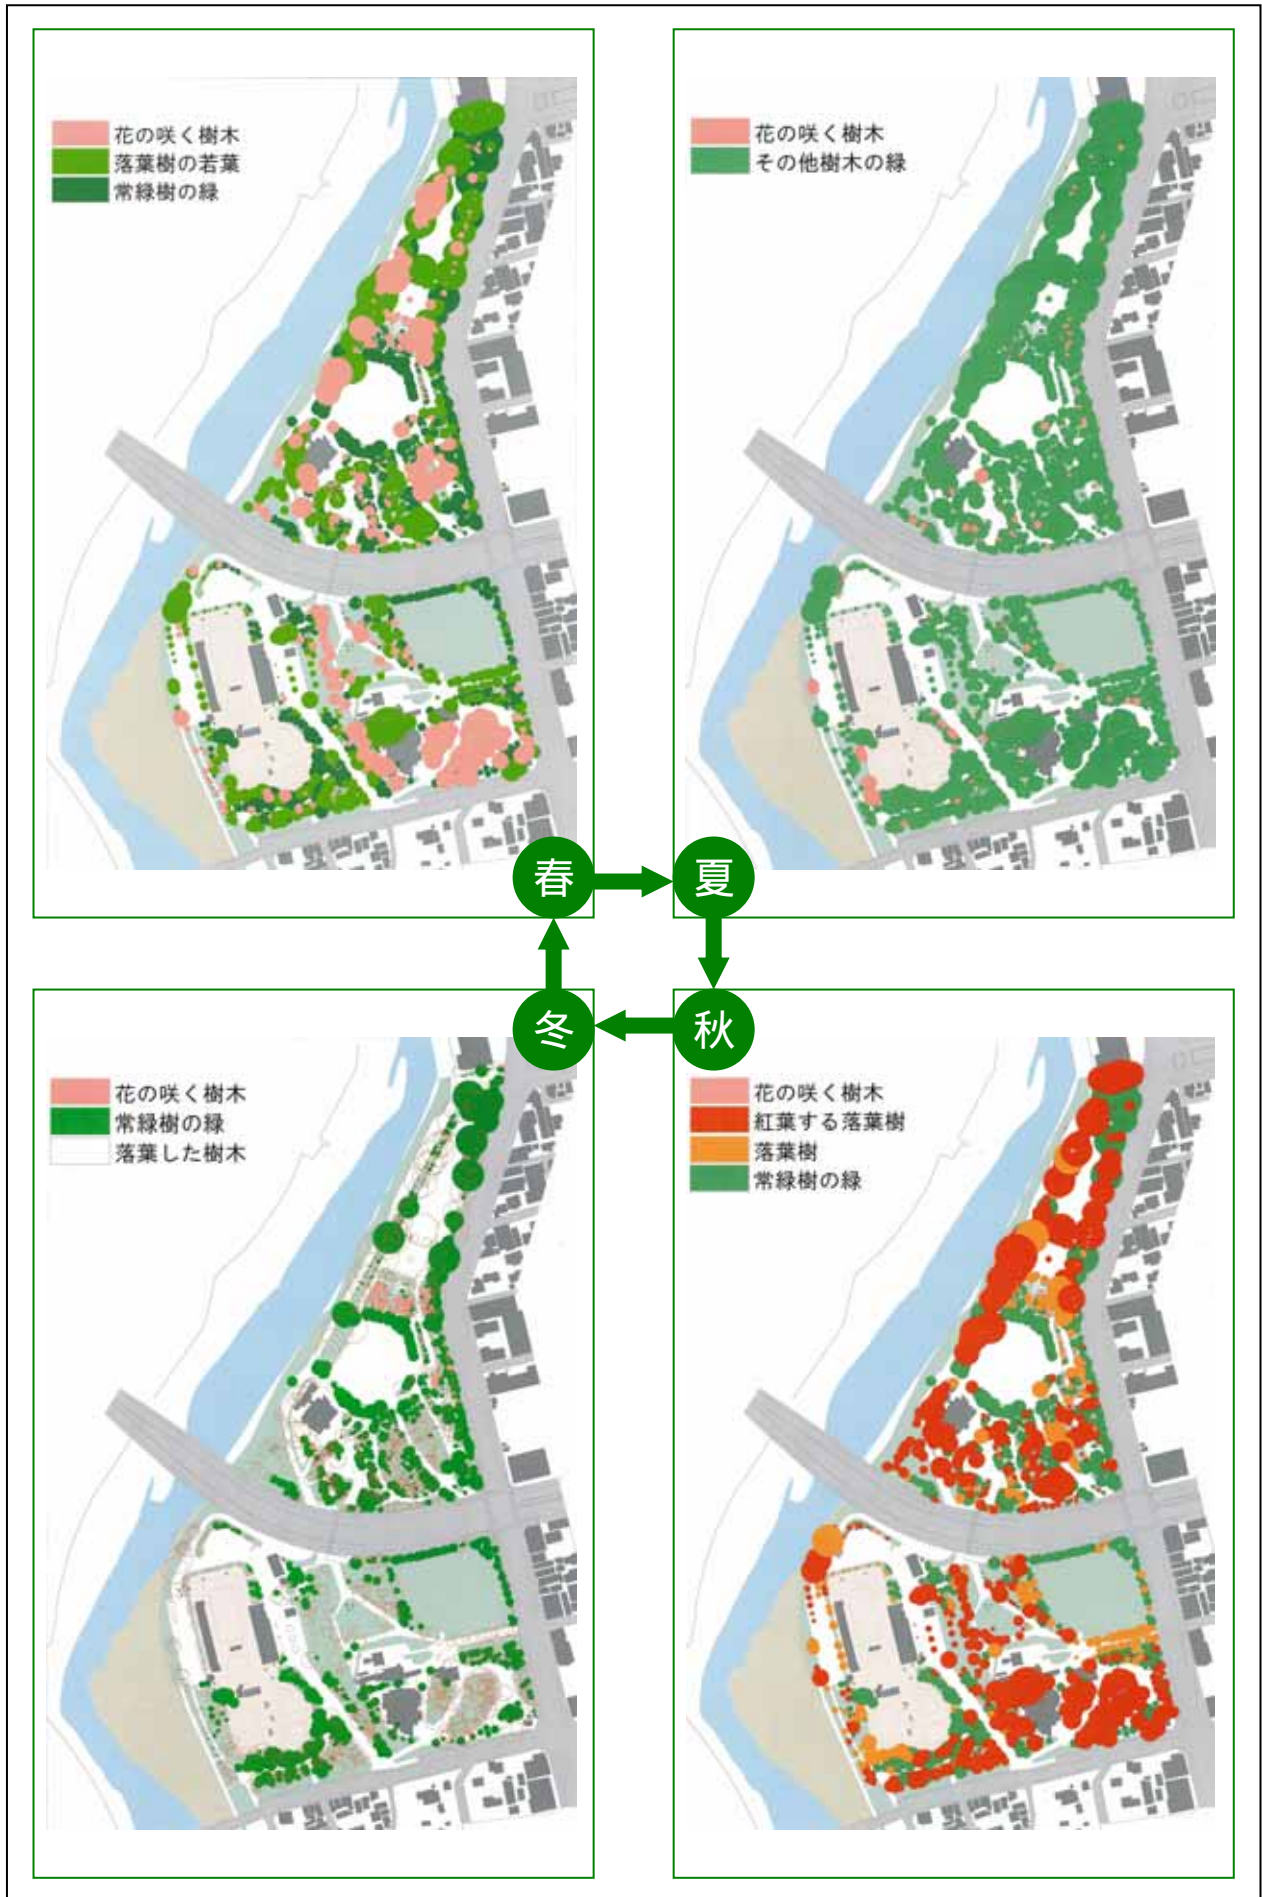 花の咲く樹木
落葉樹の若葉
常緑樹の緑
花の咲く樹木
その他樹木の緑
春
夏
冬
秋
花の咲く樹木
常緑樹の緑
落葉した樹木
花の咲く樹木
紅葉する落葉樹
落葉樹
常緑樹の緑